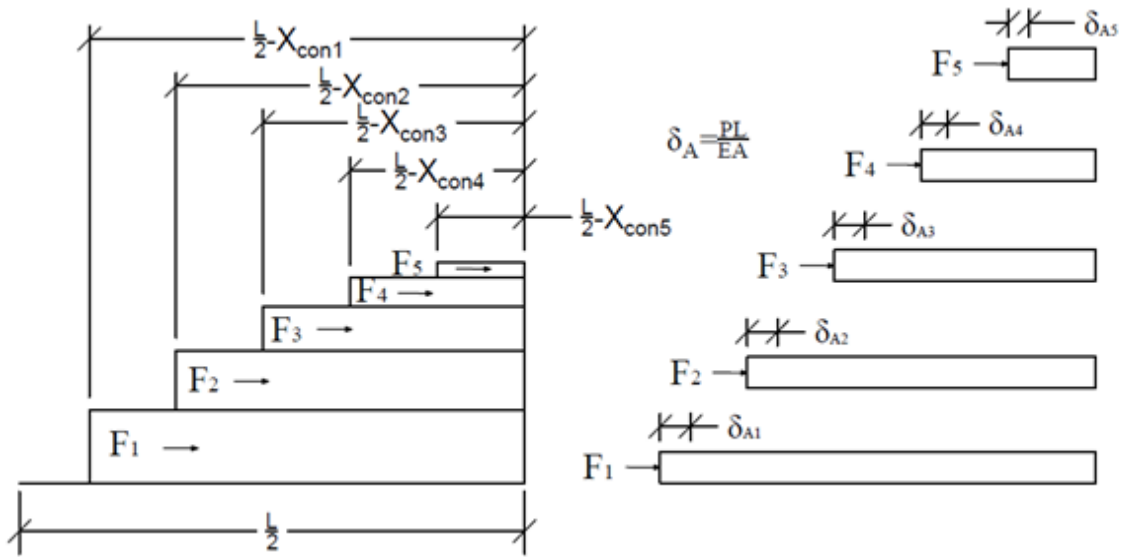 L/2-Xcon1
L/2-Xcon2
L/2-Xcon3
L/2-Xcon4
L/2-Xcon5
F5
F4
F3
F2
F1
L/2
δA=PL/EA
δA5
F5
δA4
F4
δA3
F3
δA2
F2
δA1
F1